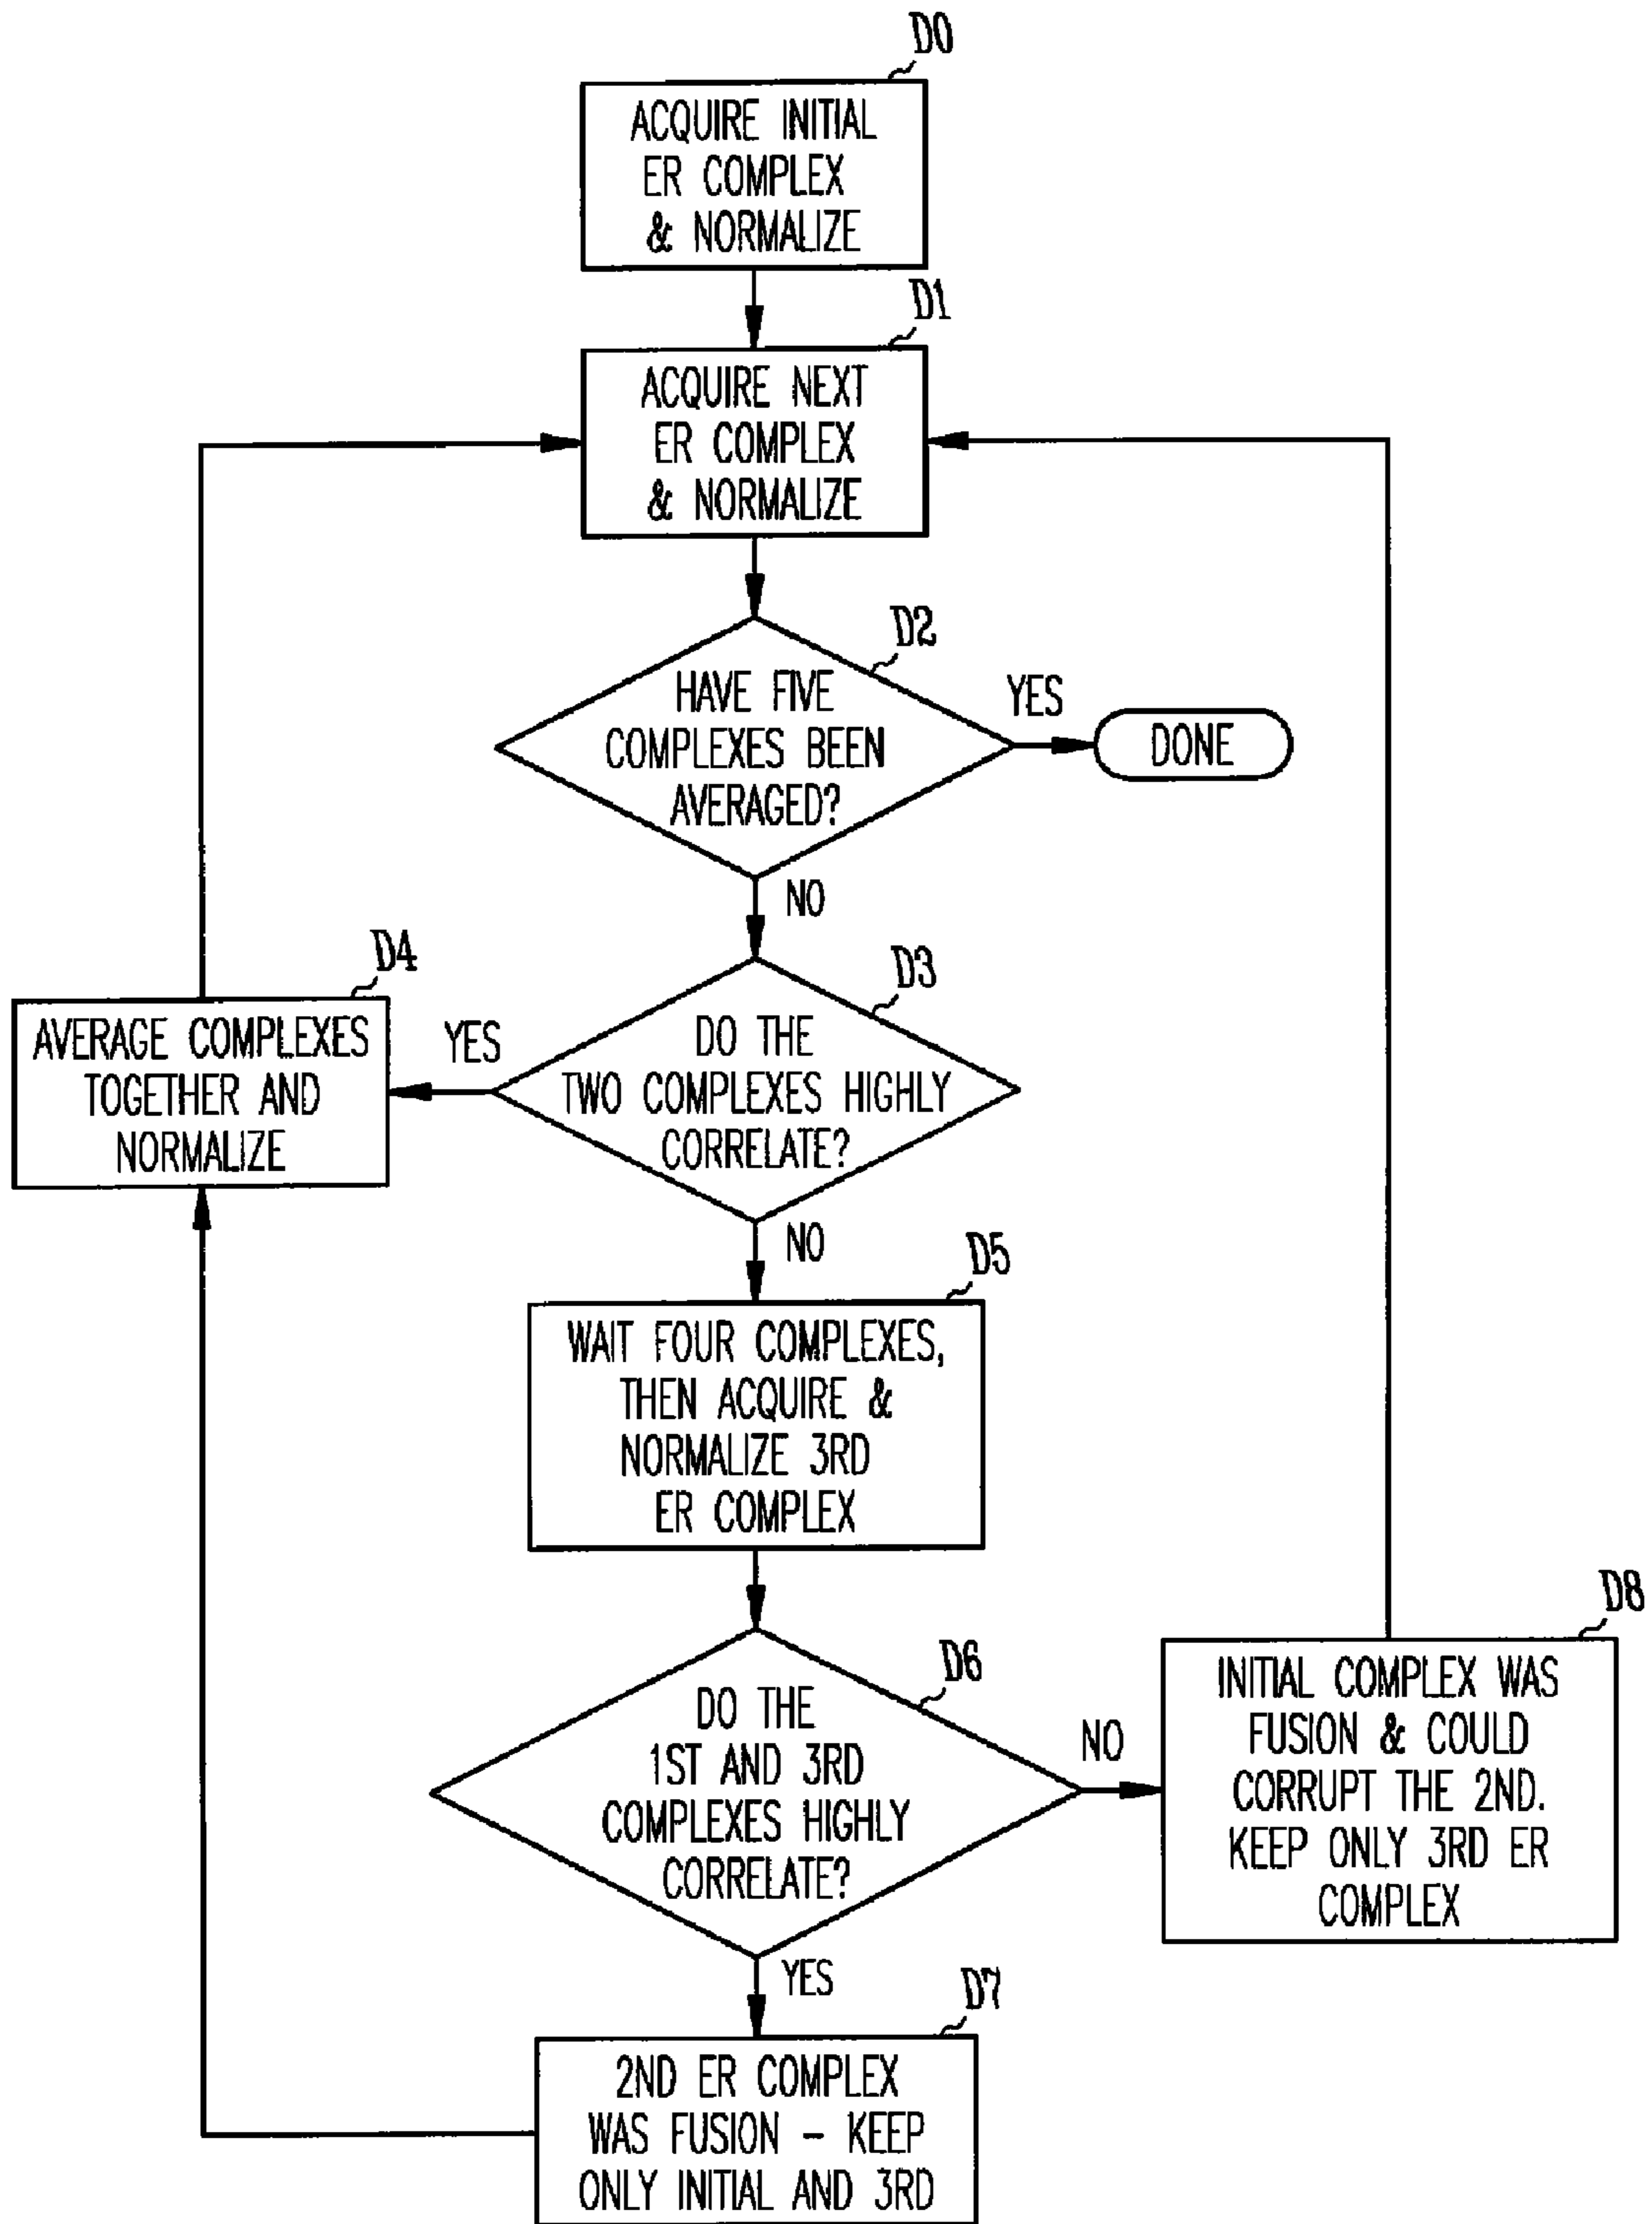 D0
ACQUIRE INITIAL
ER COMPLEX
& NORMALIZE
D1
ACQUIRE NEXT
ER COMPLEX
& NORMALIZE
D2
HAVE FIVE
COMPLEXES BEEN
AVERAGED?
YES
DONE
NO
D3
DO THE
TWO COMPLEXES HIGHLY
CORRELATE?
YES
D4
AVERAGE COMPLEXES
TOGETHER AND
NORMALIZE
NO
D5
WAIT FOUR COMPLEXES,
THEN ACQUIRE &
NORMALIZE 3RD
ER COMPLEX
D6
DO THE
1ST AND 3RD
COMPLEXES HIGHLY
CORRELATE?
NO
D8
INITIAL COMPLEX WAS
FUSION & COULD
CORRUPT THE 2ND.
KEEP ONLY 3RD ER
COMPLEX
YES
D7
2ND ER COMPLEX
WAS FUSION – KEEP
ONLY INITIAL AND 3RD